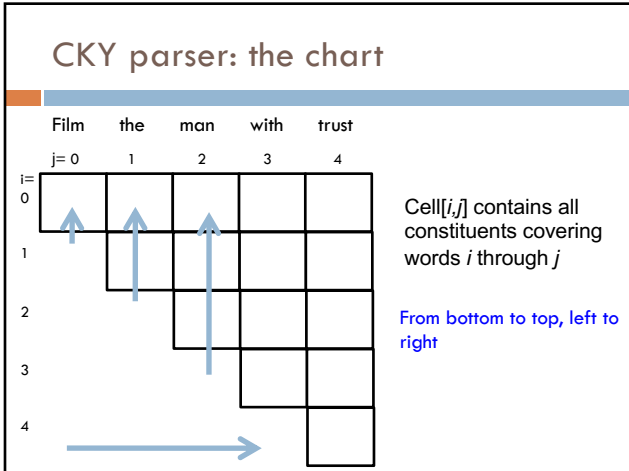 CKY parser: the chart
Film the man with trust
j= 0 1 2 3 4
i=
0
1
2
3
4
Cell[i,j] contains all
constituents covering
words i through j
From bottom to top, left to
right